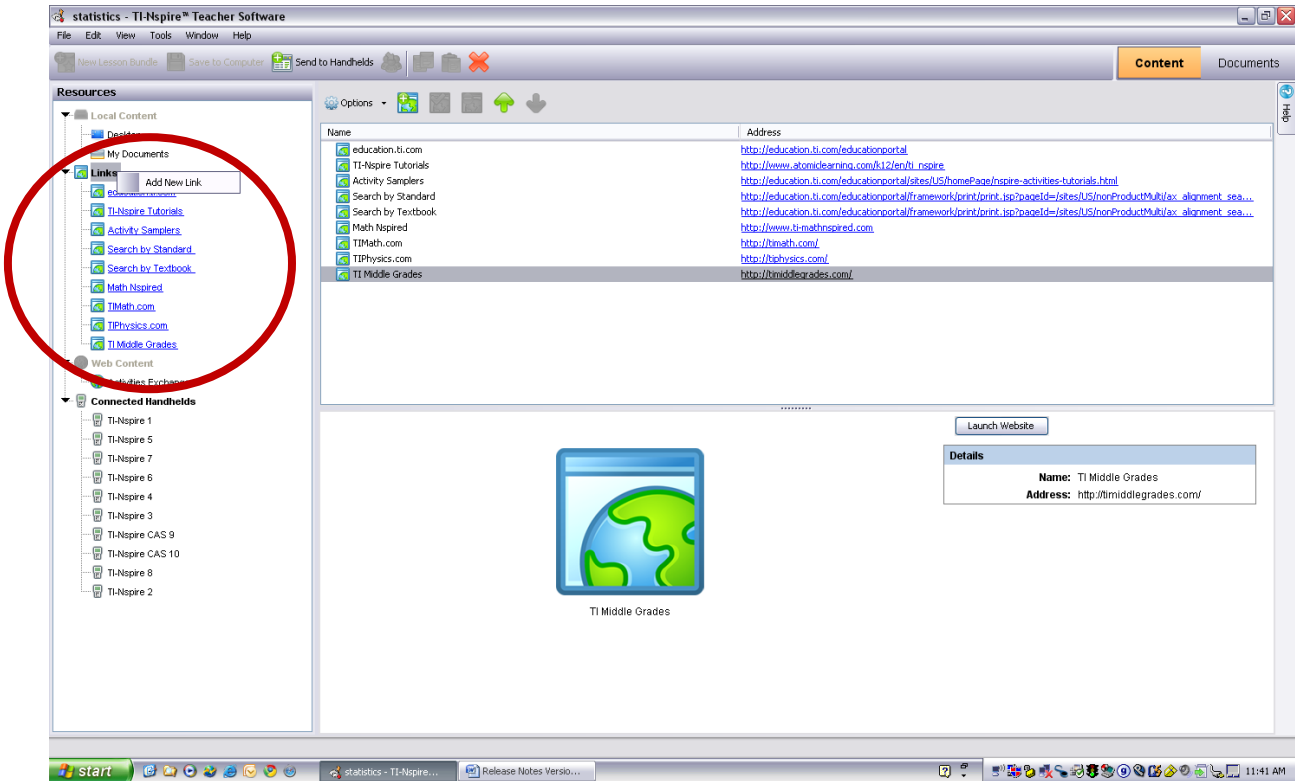 statistics - TI-Nspire™ Teacher Software
File Edit View Tools Window Help
New Lesson Bundle Save to Computer Send to Handhelds Content Documents
Resources
Local Content
My Documents
Links
Add New Link
TI-Nspire Tutorials
Activity Samplers
Search by Standard
Search by Textbook
Math Nspired
TIMath.com
TIPhysics.com
TI Middle Grades
Web Content
Connected Handhelds
TI-Nspire 1
TI-Nspire 5
TI-Nspire 7
TI-Nspire 6
TI-Nspire 4
TI-Nspire 3
TI-Nspire CAS 9
TI-Nspire CAS 10
TI-Nspire 8
TI-Nspire 2
Options
Name Address
education.ti.com http://education.ti.com/educationportal
TI-Nspire Tutorials http://www.atomiclearning.com/k12/en/ti_nspire
Activity Samplers http://education.ti.com/educationportal/sites/US/homePage/nspire-activities-tutorials.html
Search by Standard http://education.ti.com/educationportal/framework/print/print.jsp?pageId=/sites/US/nonProductMulti/ax_alignment_sea...
Search by Textbook http://education.ti.com/educationportal/framework/print/print.jsp?pageId=/sites/US/nonProductMulti/ax_alignment_sea...
Math Nspired http://www.ti-mathnspired.com
TIMath.com http://timath.com/
TIPhysics.com http://tiphysics.com/
TI Middle Grades http://timiddlegrades.com/
Help
TI Middle Grades
Launch Website
Details
Name: TI Middle Grades
Address: http://timiddlegrades.com/
start statistics - TI-Nspire... Release Notes Versio... 11:41 AM